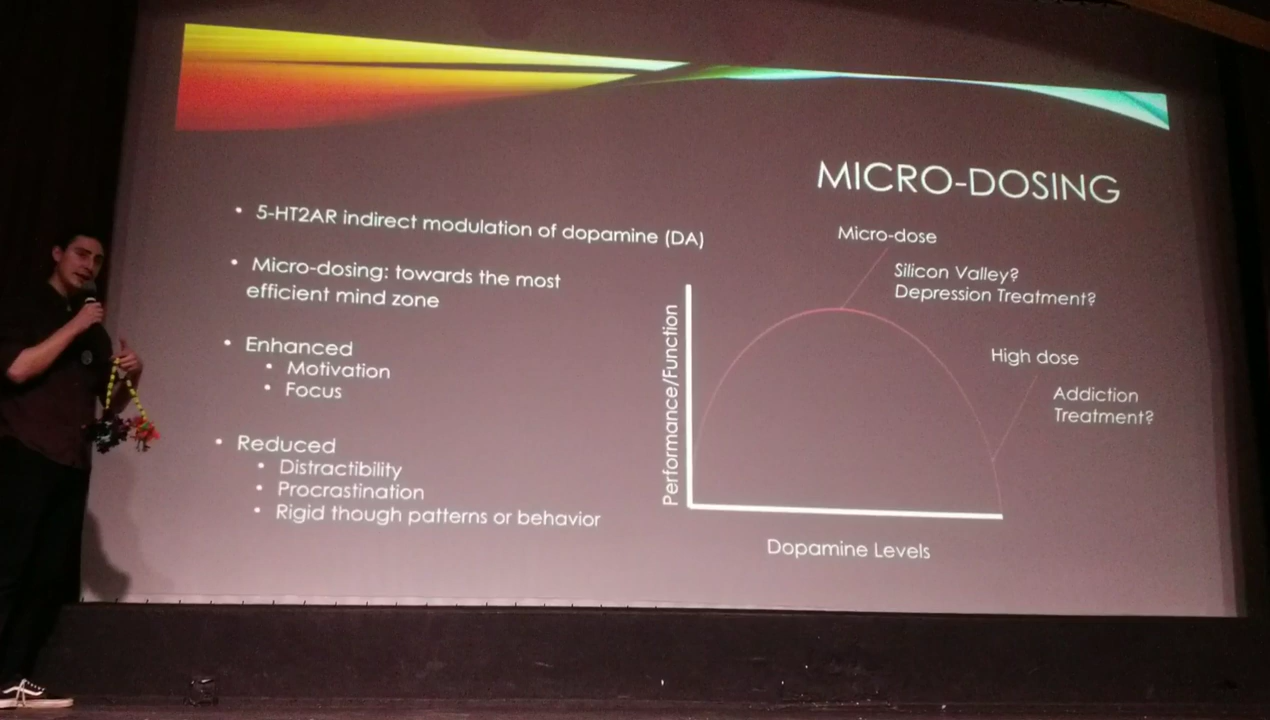 MICRO-DOSING
• 5-HT2AR indirect modulation of dopamine (DA)
• Micro-dosing: towards the most
efficient mind zone
• Enhanced
• Motivation
• Focus
• Reduced
• Distractibility
• Procrastination
• Rigid though patterns or behavior
Micro-dose
Silicon Valley?
Depression Treatment?
High dose
Addiction
Treatment?
Performance/Function
Dopamine Levels